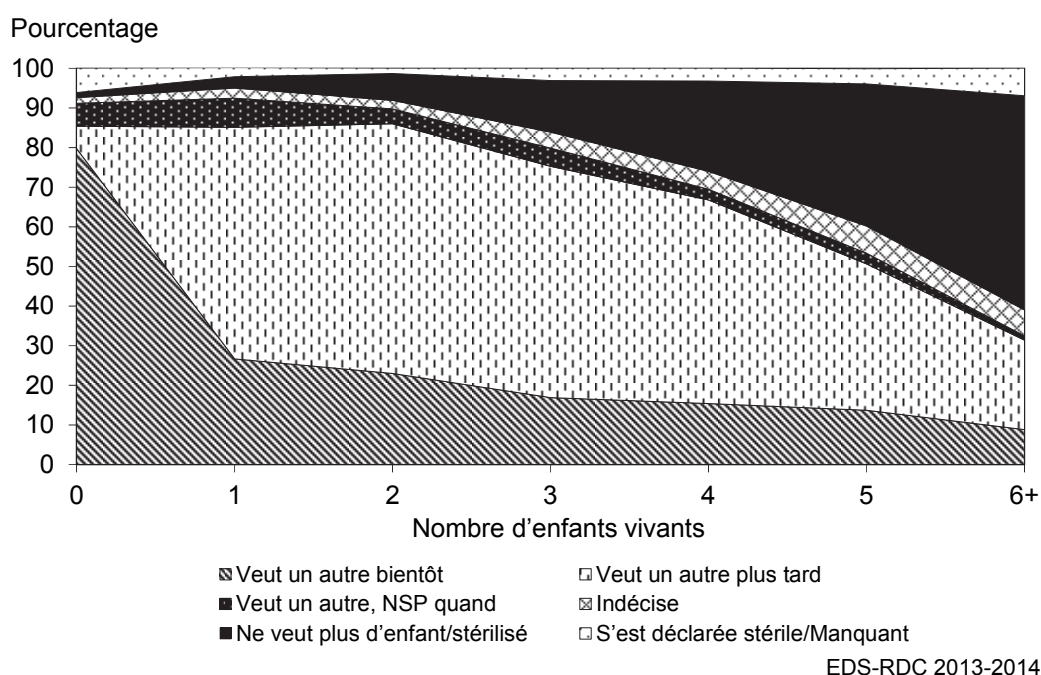 Pourcentage
100
90
80
70
60
50
40
30
20
10
0
0 1 2 3 4 5 6+
Nombre d'enfants vivants
Veut un autre bientôt Veut un autre plus tard
Veut un autre, NSP quand Indécise
Ne veut plus d'enfant/stérilisé S'est déclarée stérile/Manquant
EDS-RDC 2013-2014